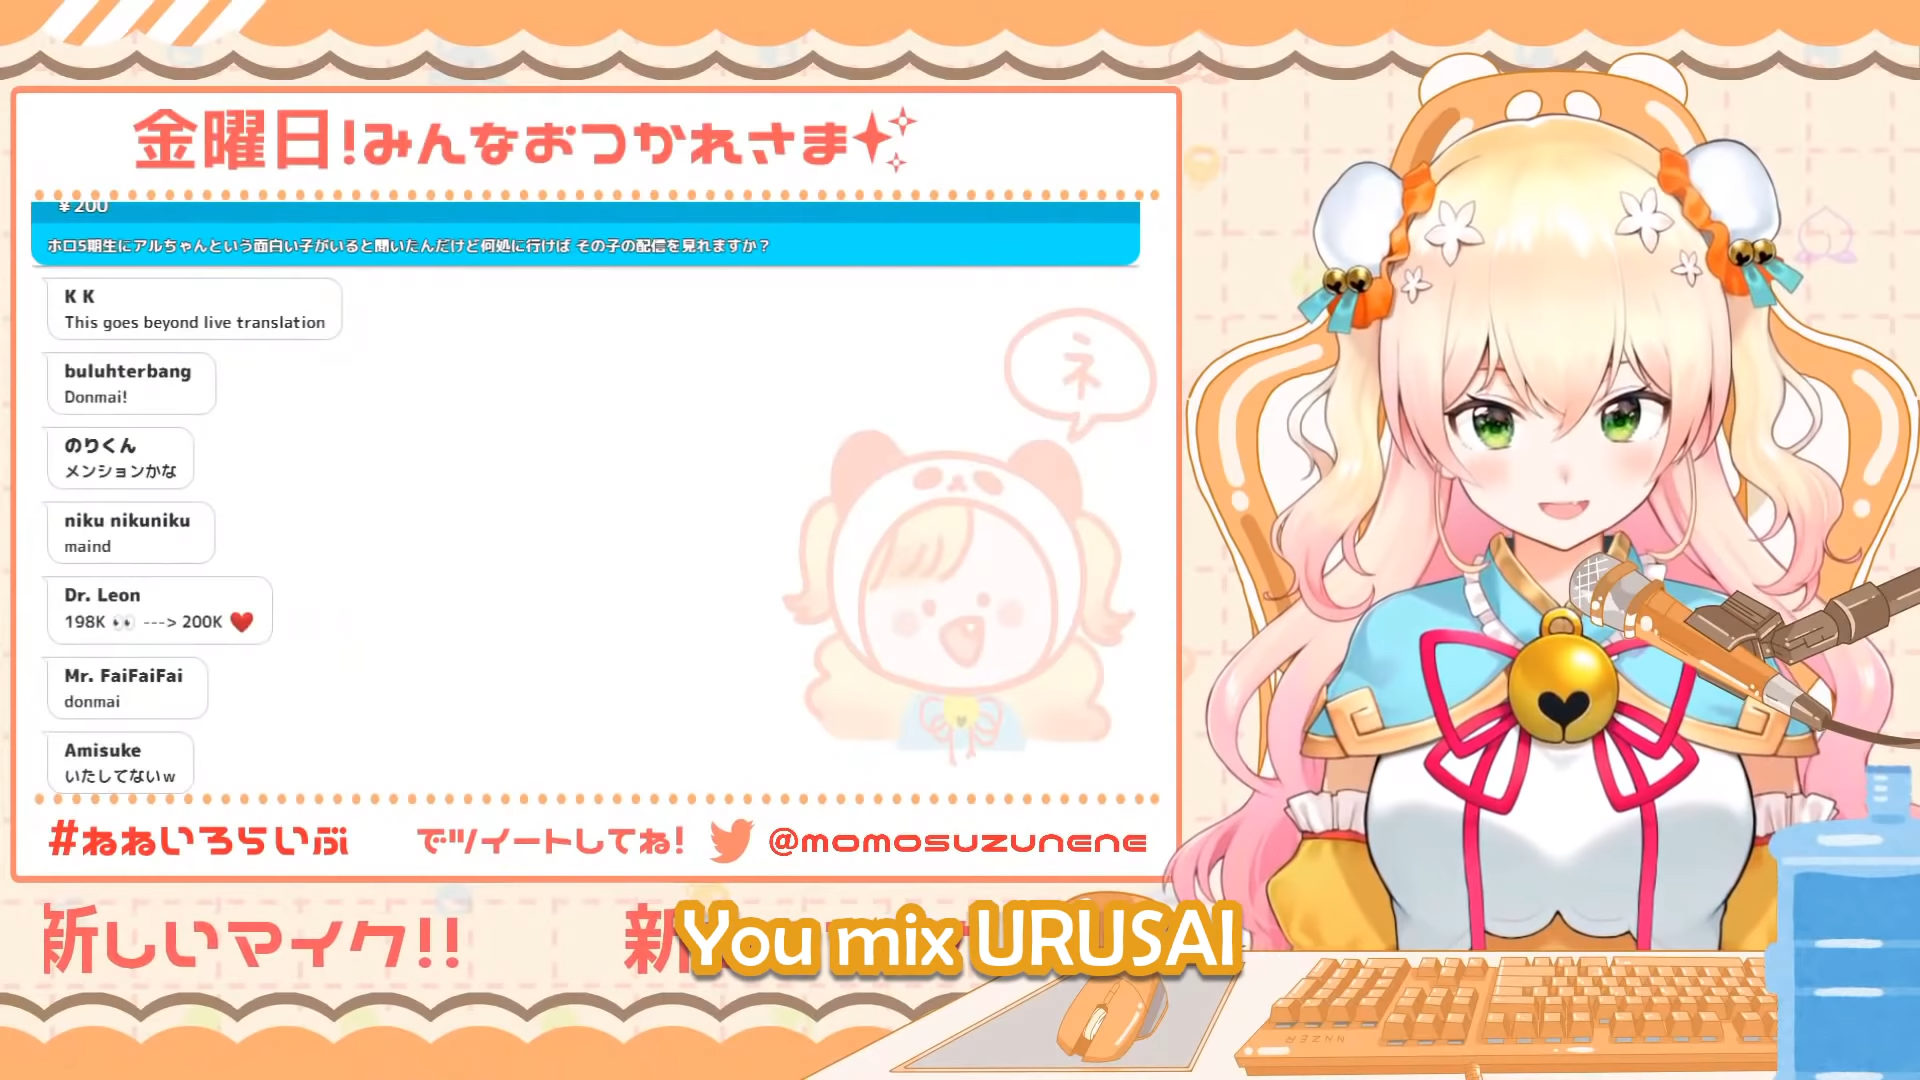 金曜日!みんなおつかれさま
¥200
ホロ5期生にアルちゃんという面白い子がいると聞いたんだけど何処に行けば その子の配信を見れますか?
K K
This goes beyond live translation
buluhterbang
Donmai!
のりくん
メンションかな
niku nikuniku
maind
Dr. Leon
198K 👀 ---> 200K ❤️
Mr. FaiFaiFai
donmai
Amisuke
いたしてないw
ネ
#ねねいろらいぶ でツイートしてね! @momosuzunene
新しいマイク!! 新
You mix URUSAI